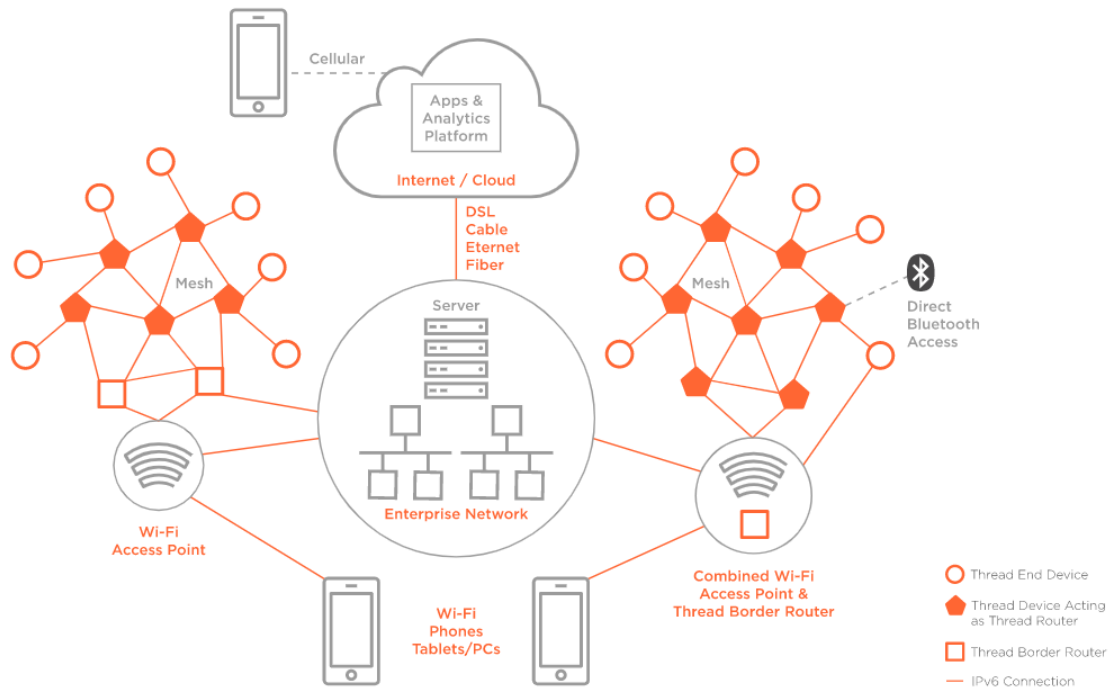 Cellular
Apps &
Analytics
Platform
Internet / Cloud
DSL
Cable
Eternet
Fiber
Mesh
Server
Enterprise Network
Mesh
Direct
Bluetooth
Access
Wi-Fi
Access Point
Wi-Fi
Phones
Tablets/PCs
Combined Wi-Fi
Access Point &
Thread Border Router
Thread End Device
Thread Device Acting
as Thread Router
Thread Border Router
IPv6 Connection